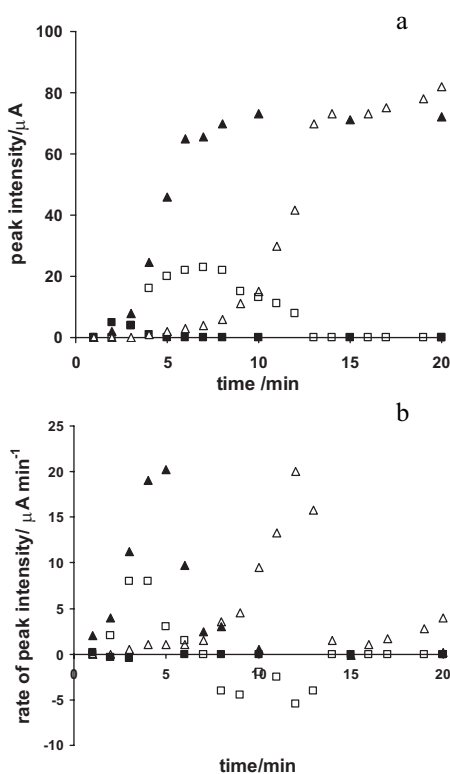 a
100
80
60
40
20
0
0 5 10 15 20
peak intensity/μA
time /min
b
25
20
15
10
5
0
-5
-10
0 5 10 15 20
rate of peak intensity/ μA min⁻¹
time/min